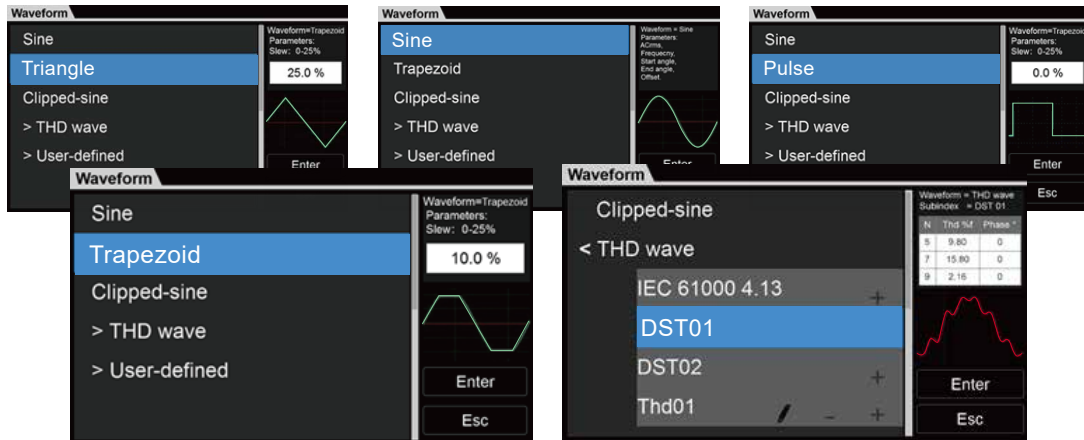 Waveform
Sine
Triangle
Clipped-sine
> THD wave
> User-defined
Waveform=Trapezoid
Parameters:
Slew: 0-25%
25.0 %
Enter
Waveform
Sine
Trapezoid
Clipped-sine
> THD wave
> User-defined
Waveform = Sine
Parameters:
ACrms,
Frequecny,
Start angle,
End angle,
Offset.
Enter
Waveform
Sine
Pulse
Clipped-sine
> THD wave
> User-defined
Waveform=Trapezoid
Parameters:
Slew: 0-25%
0.0 %
Enter
Esc
Waveform
Sine
Trapezoid
Clipped-sine
> THD wave
> User-defined
Waveform=Trapezoid
Parameters:
Slew: 0-25%
10.0 %
Enter
Esc
Waveform
Clipped-sine
< THD wave
IEC 61000 4.13 +
DST01
DST02 +
Thd01 - +
Waveform = THD wave
Subindex = DST 01
N Thd %f Phase °
5 9.80 0
7 15.80 0
9 2.16 0
Enter
Esc